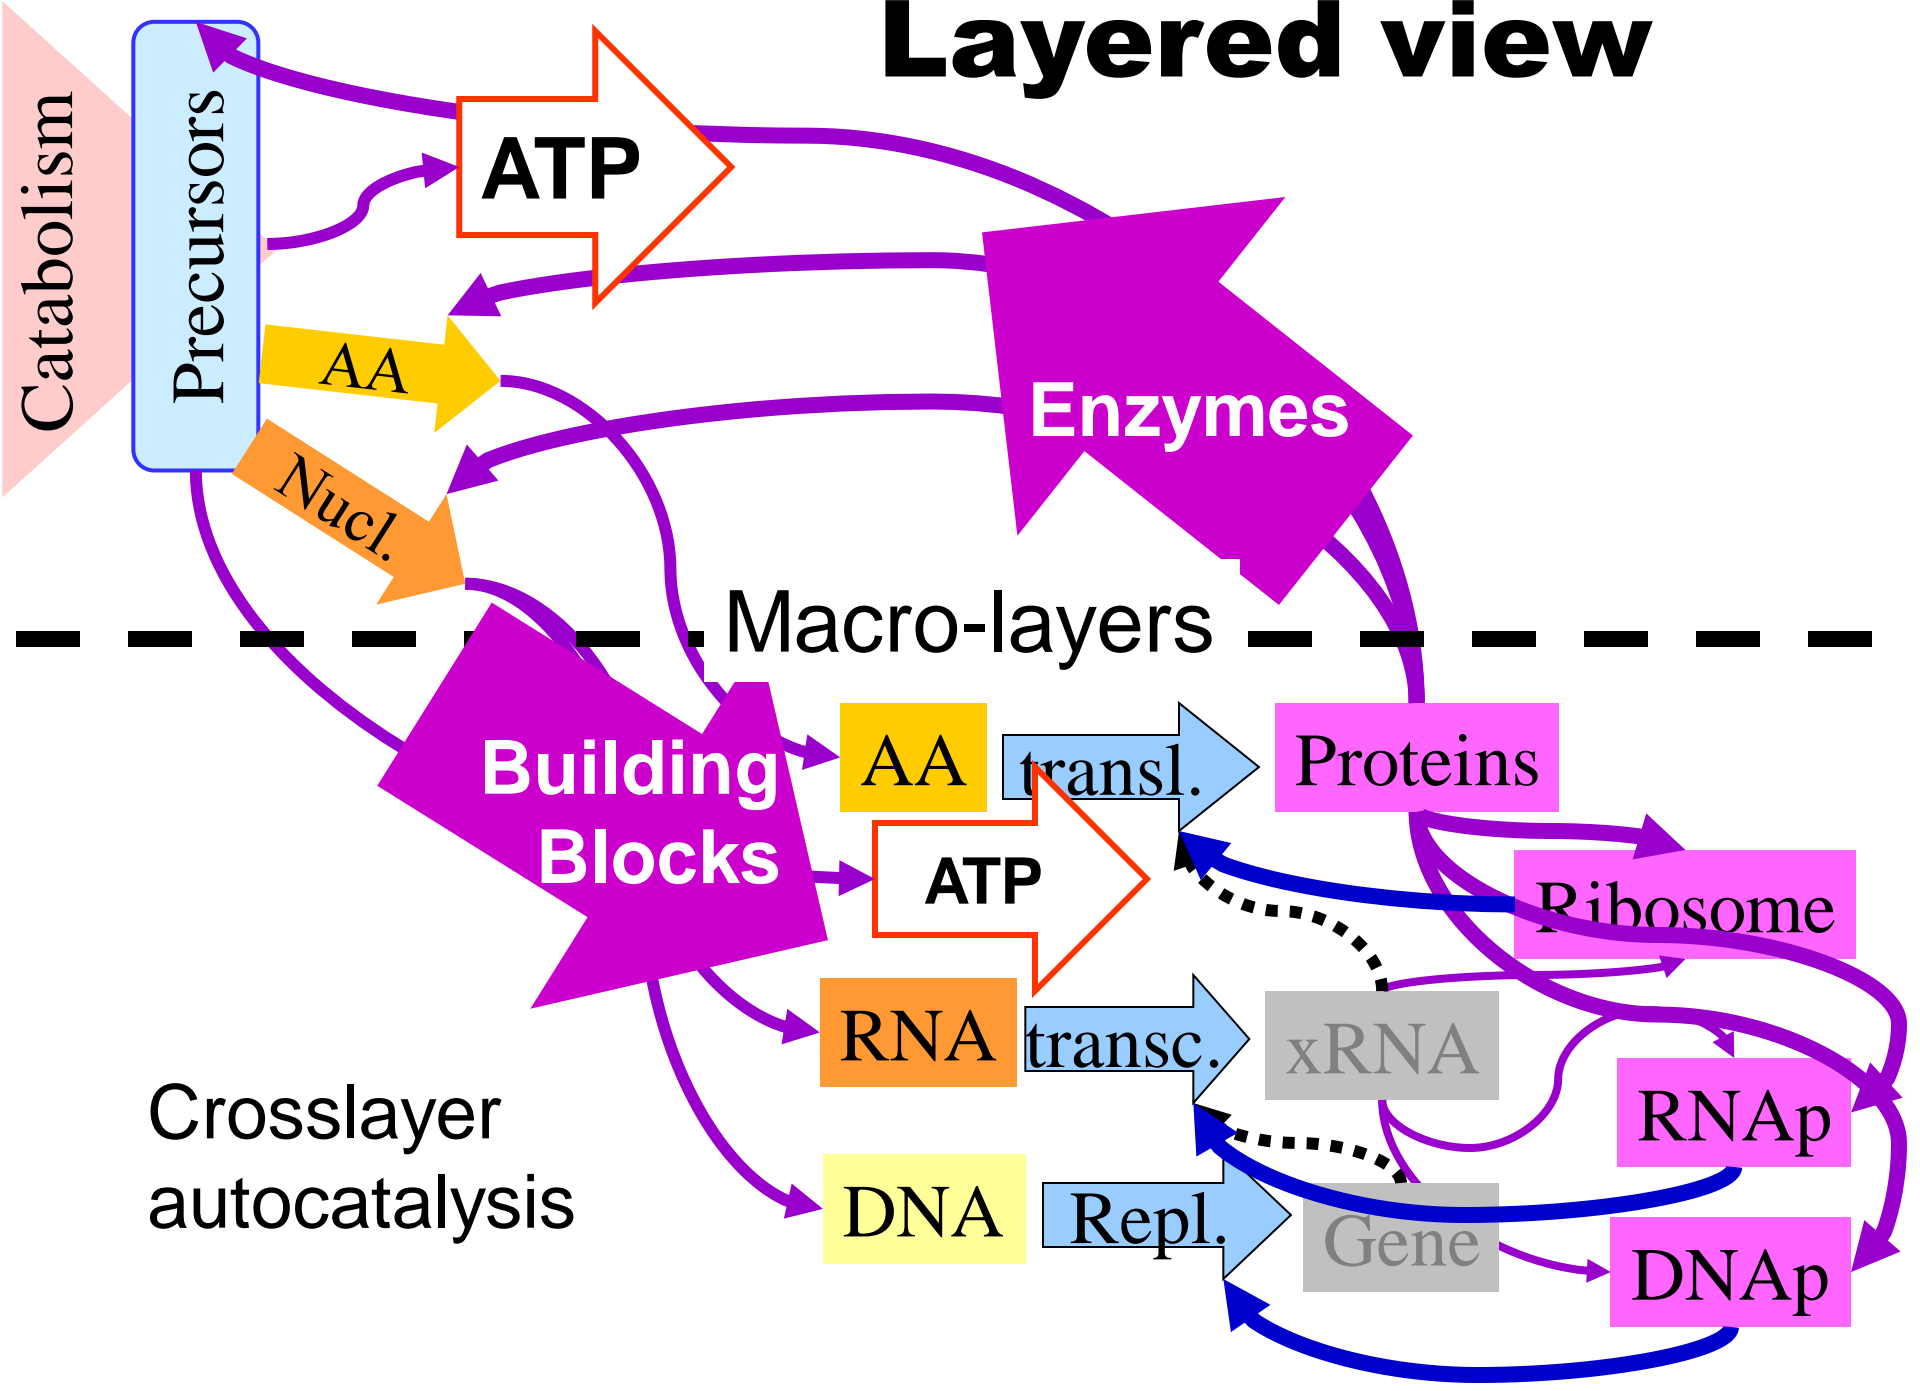 Layered view
Catabolism
Precursors
ATP
AA
Nucl.
Enzymes
Macro-layers
Building
Blocks
AA
transl.
Proteins
ATP
Ribosome
RNA
transc.
xRNA
RNAp
Crosslayer
autocatalysis
DNA
Repl.
Gene
DNAp